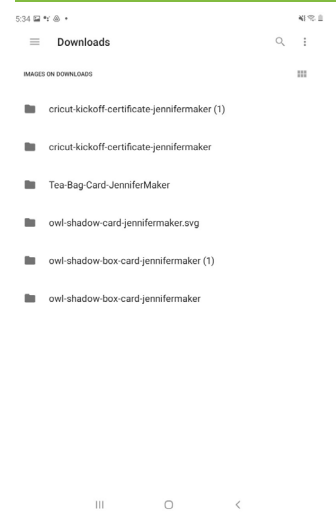 5:34
Downloads
IMAGES ON DOWNLOADS
cricut-kickoff-certificate-jennifermaker (1)
cricut-kickoff-certificate-jennifermaker
Tea-Bag-Card-JenniferMaker
owl-shadow-card-jennifermaker.svg
owl-shadow-box-card-jennifermaker (1)
owl-shadow-box-card-jennifermaker